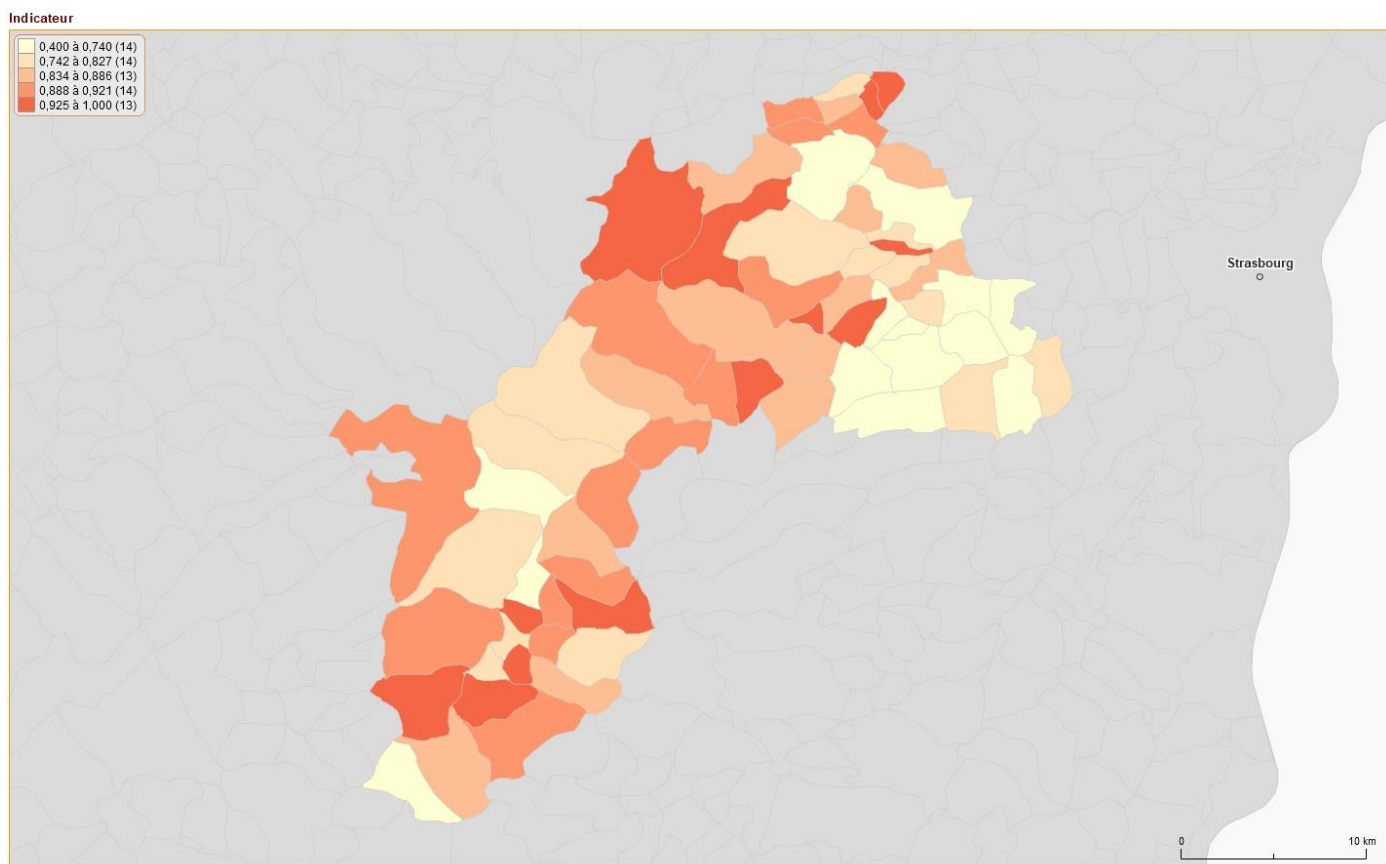 Indicateur
0,400 à 0,740 (14)
0,742 à 0,827 (14)
0,834 à 0,886 (13)
0,888 à 0,921 (14)
0,925 à 1,000 (13)
Strasbourg
0 10 km